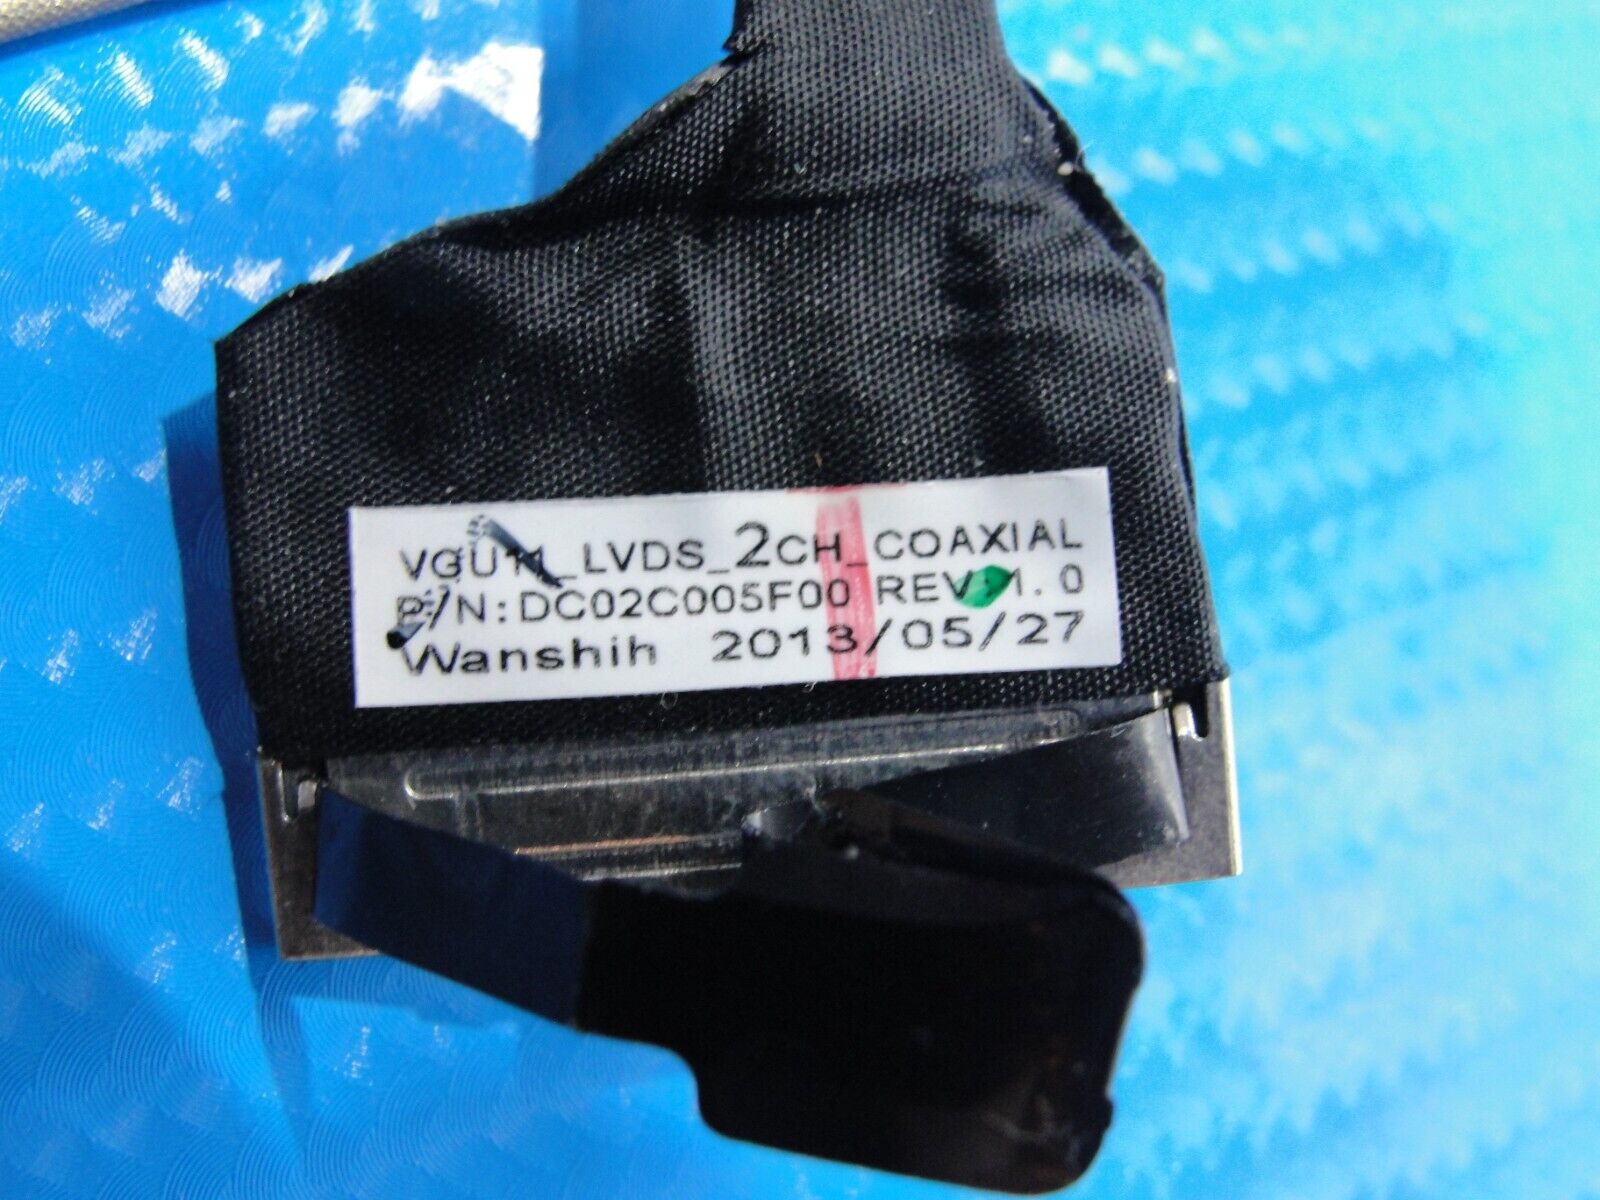 VGU11_LVDS_2CH_COAXIAL
P/N:DC02C005F00 REV:1.0
Wanshih 2013/05/27